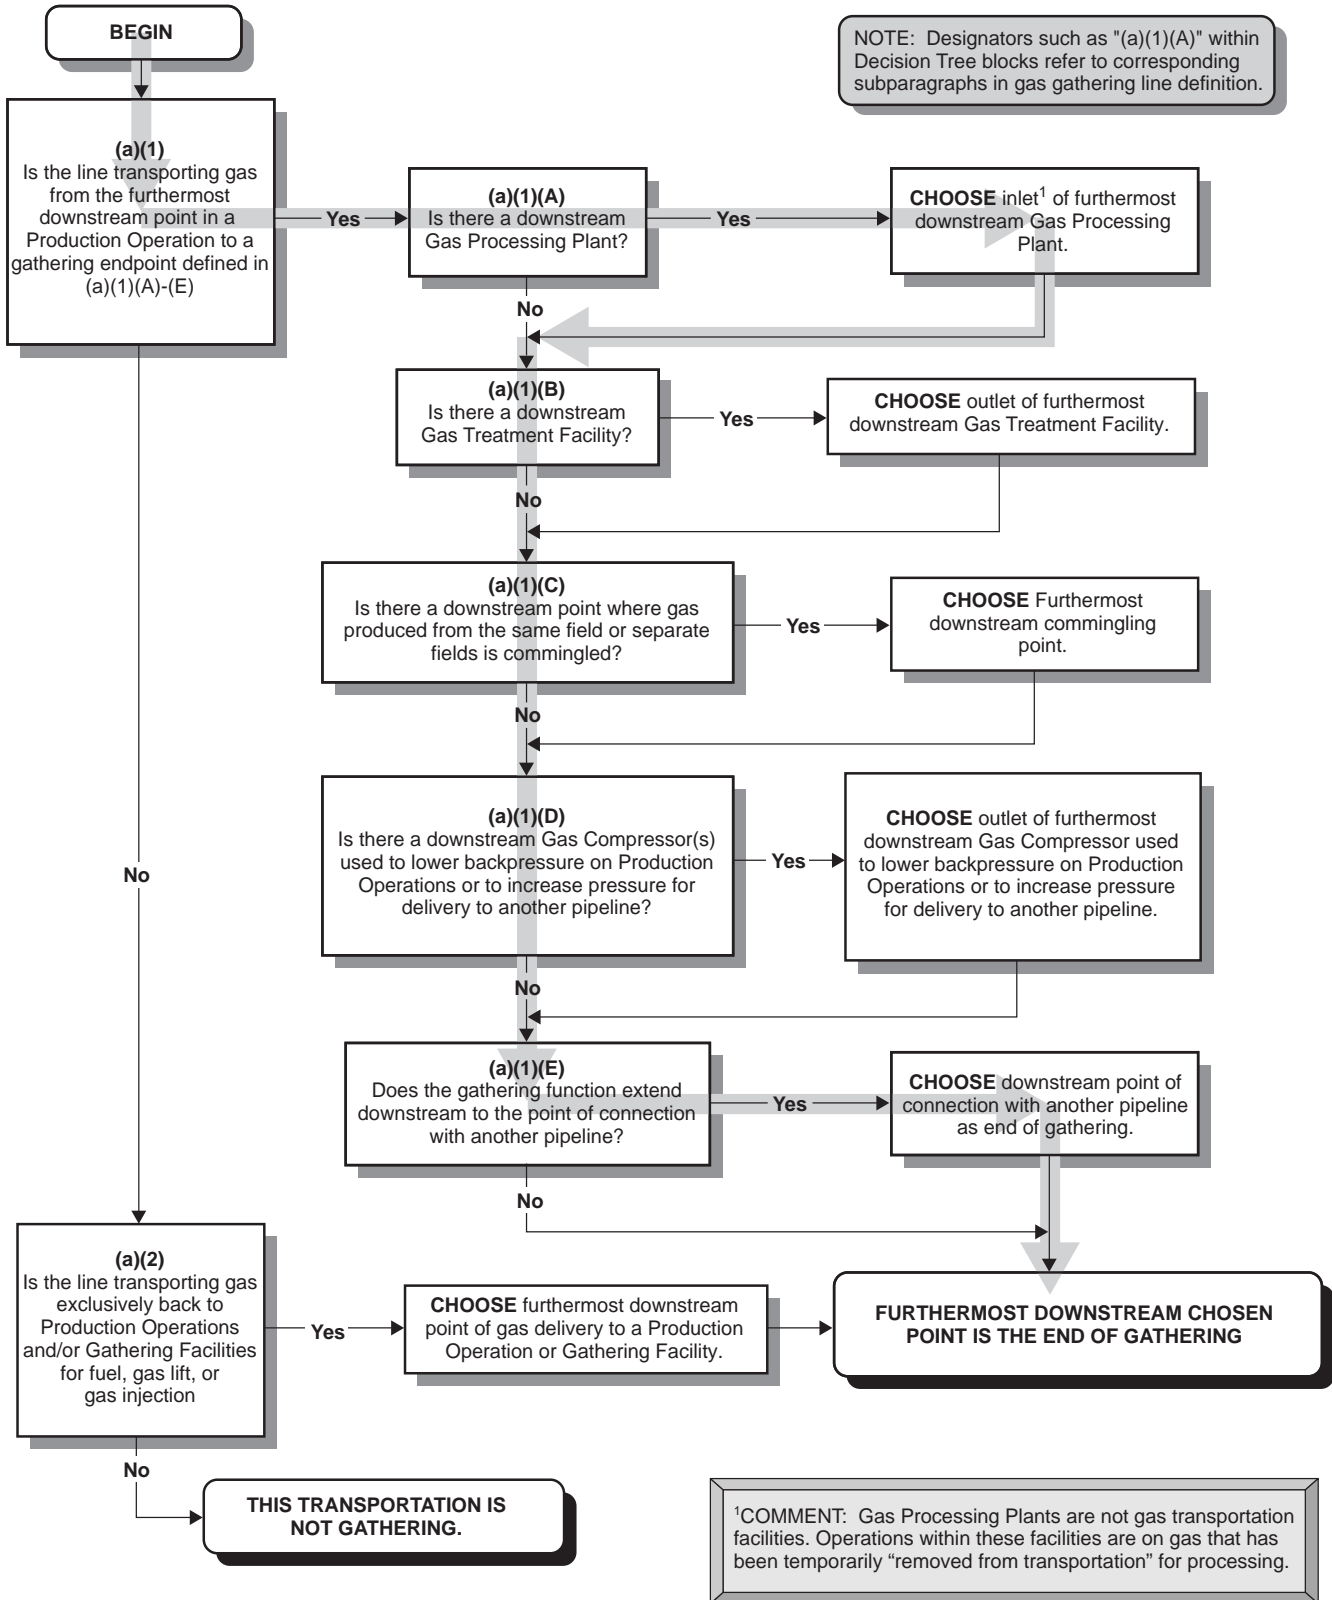 BEGIN
NOTE: Designators such as "(a)(1)(A)" within
Decision Tree blocks refer to corresponding
subparagraphs in gas gathering line definition.
(a)(1)
Is the line transporting gas
from the furthermost
downstream point in a
Production Operation to a
gathering endpoint defined in
(a)(1)(A)-(E)
Yes
(a)(1)(A)
Is there a downstream
Gas Processing Plant?
Yes
CHOOSE inlet¹ of furthermost
downstream Gas Processing
Plant.
No
(a)(1)(B)
Is there a downstream
Gas Treatment Facility?
Yes
CHOOSE outlet of furthermost
downstream Gas Treatment Facility.
No
(a)(1)(C)
Is there a downstream point where gas
produced from the same field or separate
fields is commingled?
Yes
CHOOSE Furthermost
downstream commingling
point.
No
(a)(1)(D)
Is there a downstream Gas Compressor(s)
used to lower backpressure on Production
Operations or to increase pressure for
delivery to another pipeline?
Yes
CHOOSE outlet of furthermost
downstream Gas Compressor used
to lower backpressure on Production
Operations or to increase pressure
for delivery to another pipeline.
No
No
(a)(1)(E)
Does the gathering function extend
downstream to the point of connection
with another pipeline?
Yes
CHOOSE downstream point of
connection with another pipeline
as end of gathering.
No
(a)(2)
Is the line transporting gas
exclusively back to
Production Operations
and/or Gathering Facilities
for fuel, gas lift, or
gas injection
Yes
CHOOSE furthermost downstream
point of gas delivery to a Production
Operation or Gathering Facility.
FURTHERMOST DOWNSTREAM CHOSEN
POINT IS THE END OF GATHERING
No
THIS TRANSPORTATION IS
NOT GATHERING.
¹COMMENT: Gas Processing Plants are not gas transportation
facilities. Operations within these facilities are on gas that has
been temporarily “removed from transportation” for processing.